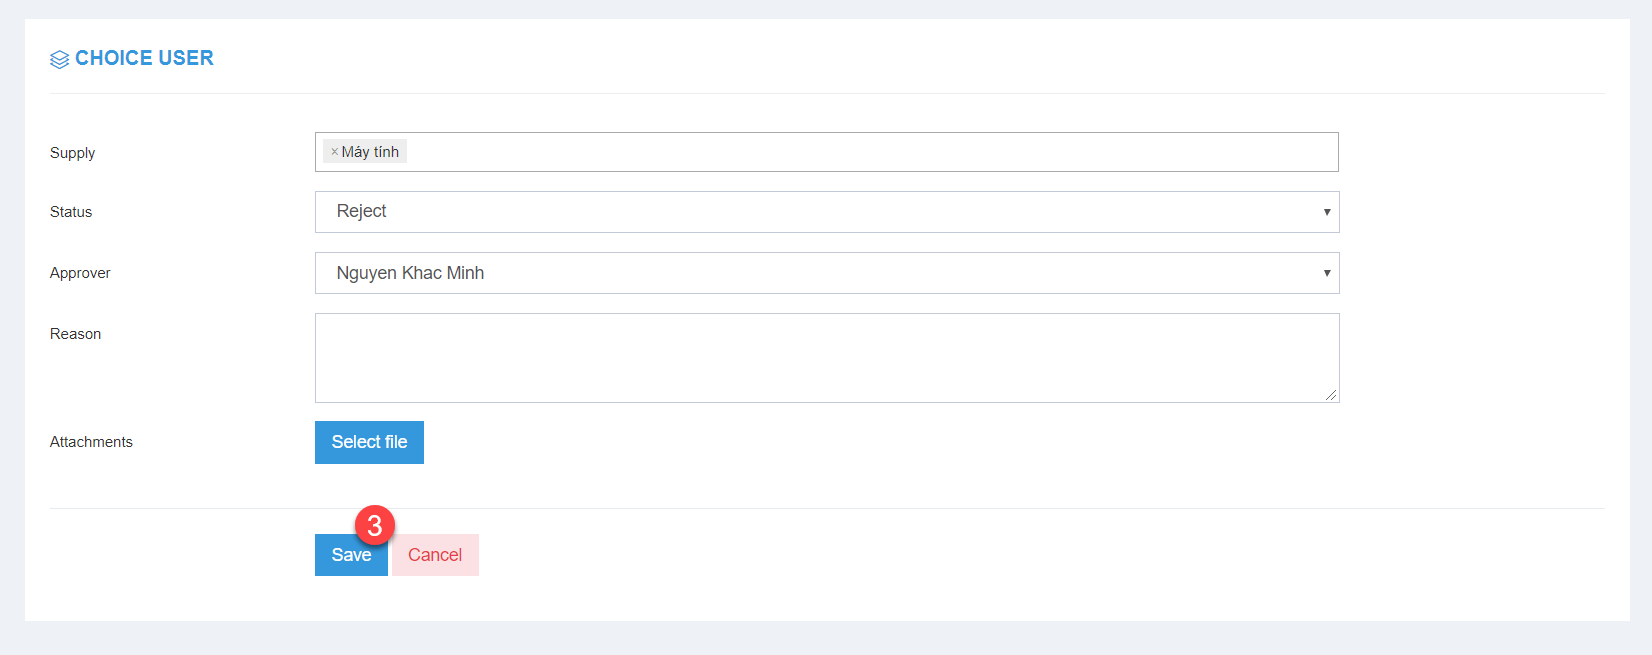 CHOICE USER
Supply
×Máy tính
Status
Reject
Approver
Nguyen Khac Minh
Reason
Attachments
Select file
3
Save
Cancel